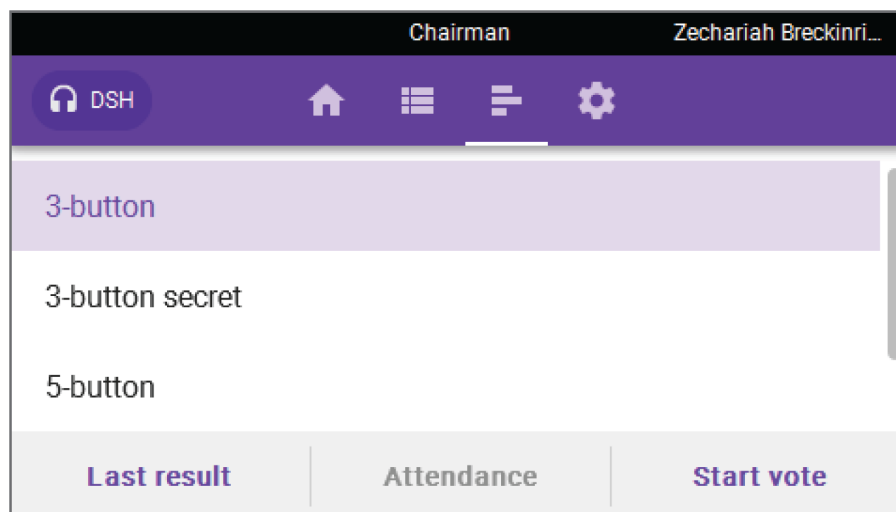 Chairman Zechariah Breckinri...
DSH
3-button
3-button secret
5-button
Last result Attendance Start vote